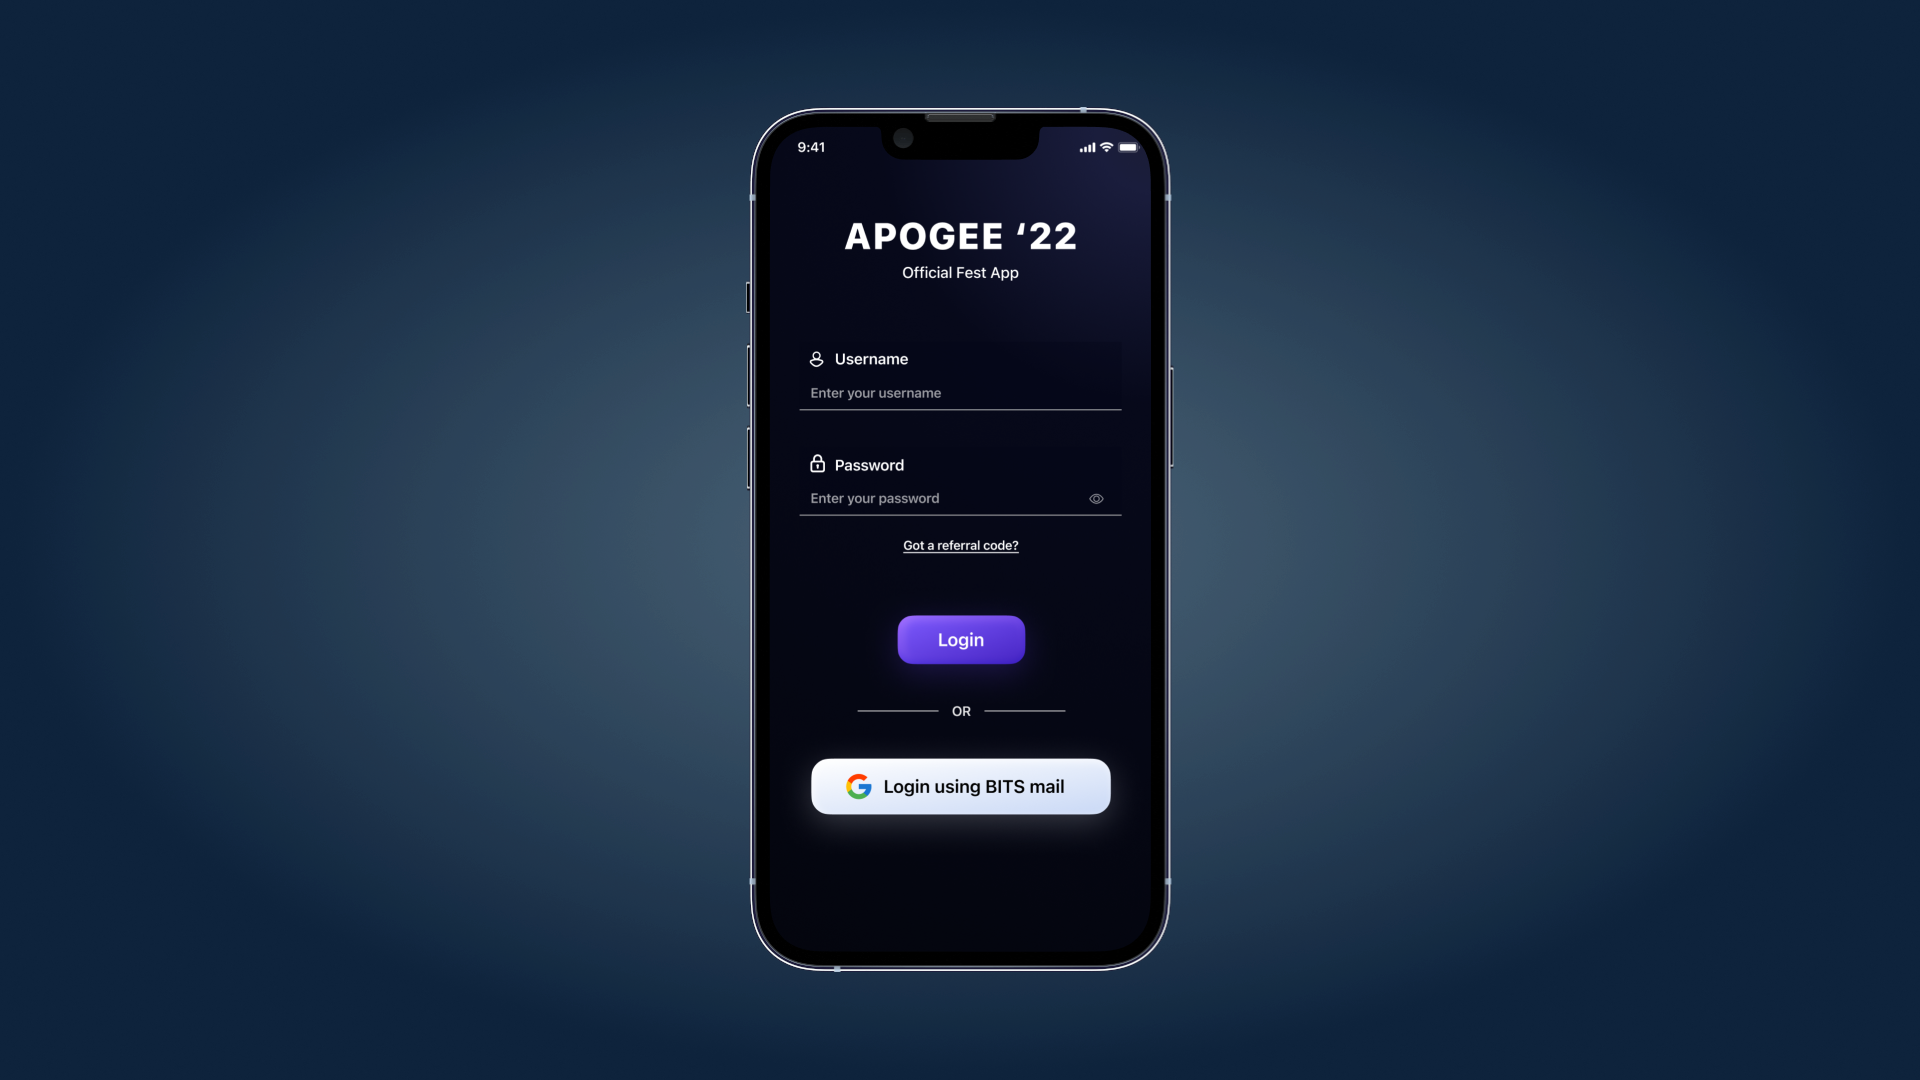 9:41
APOGEE ‘22
Official Fest App
Username
Enter your username
Password
Enter your password
Got a referral code?
Login
OR
Login using BITS mail